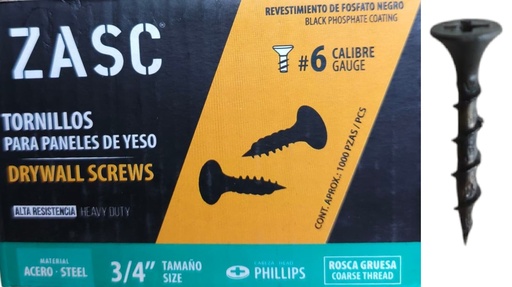 ZASC
REVESTIMIENTO DE FOSFATO NEGRO
BLACK PHOSPHATE COATING
#6 CALIBRE
GAUGE
TORNILLOS
PARA PANELES DE YESO
DRYWALL SCREWS
CONT. APROX.: 1000 PZAS / PCS
ALTA RESISTENCIA HEAVY DUTY
MATERIAL
ACERO · STEEL
3/4" TAMAÑO
SIZE
CABEZA · HEAD
PHILLIPS
ROSCA GRUESA
COARSE THREAD